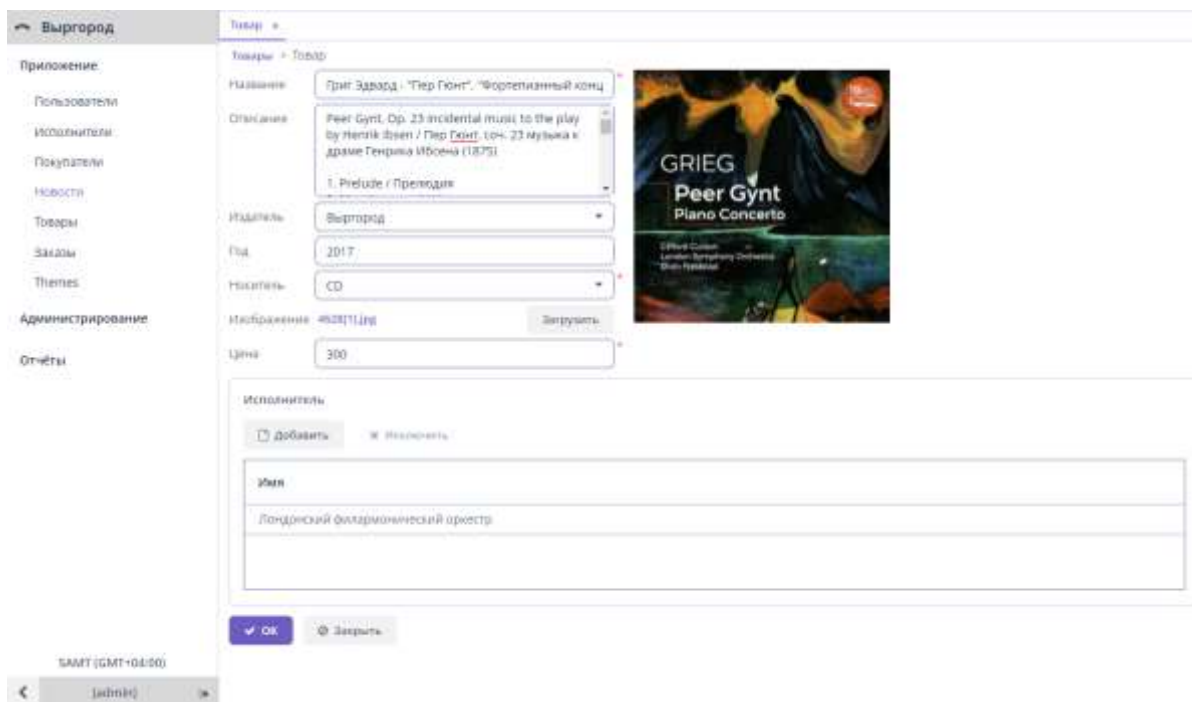 Выргород
Товар ×
Товары > Товар
Приложение
Пользователи
Исполнители
Покупатели
Новости
Товары
Заказы
Themes
Администрирование
Отчёты
Название
Григ Эдвард - "Пер Гюнт", "Фортепианный конц
Описание
Peer Gynt, Op. 23 incidental music to the play
by Henrik Ibsen / Пер Гюнт, соч. 23 музыка к
драме Генрика Ибсена (1875)
1. Prelude / Прелюдия
Издатель
Выргород
Год
2017
Носитель
CD
Изображение
Загрузить
Цена
300
GRIEG
Peer Gynt
Piano Concerto
Clifford Curzon
London Symphony Orchestra
Исполнитель
Добавить
Исключить
Имя
Лондонский филармонический оркестр
OK
Закрыть
SAMT (GMT+04:00)
[admin]